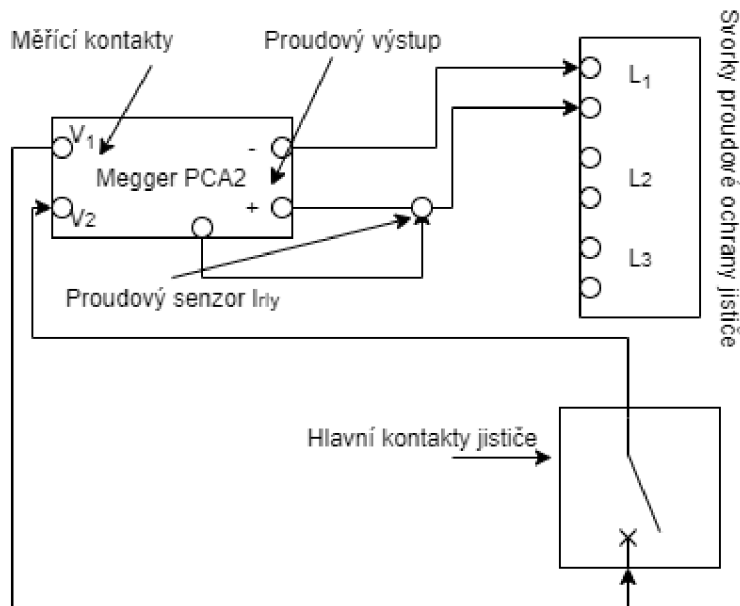 Měřící kontakty
Proudový výstup
V1
-
Megger PCA2
V2
+
Proudový senzor Irly
L1
L2
L3
Svorky proudové ochrany jističe
Hlavní kontakty jističe